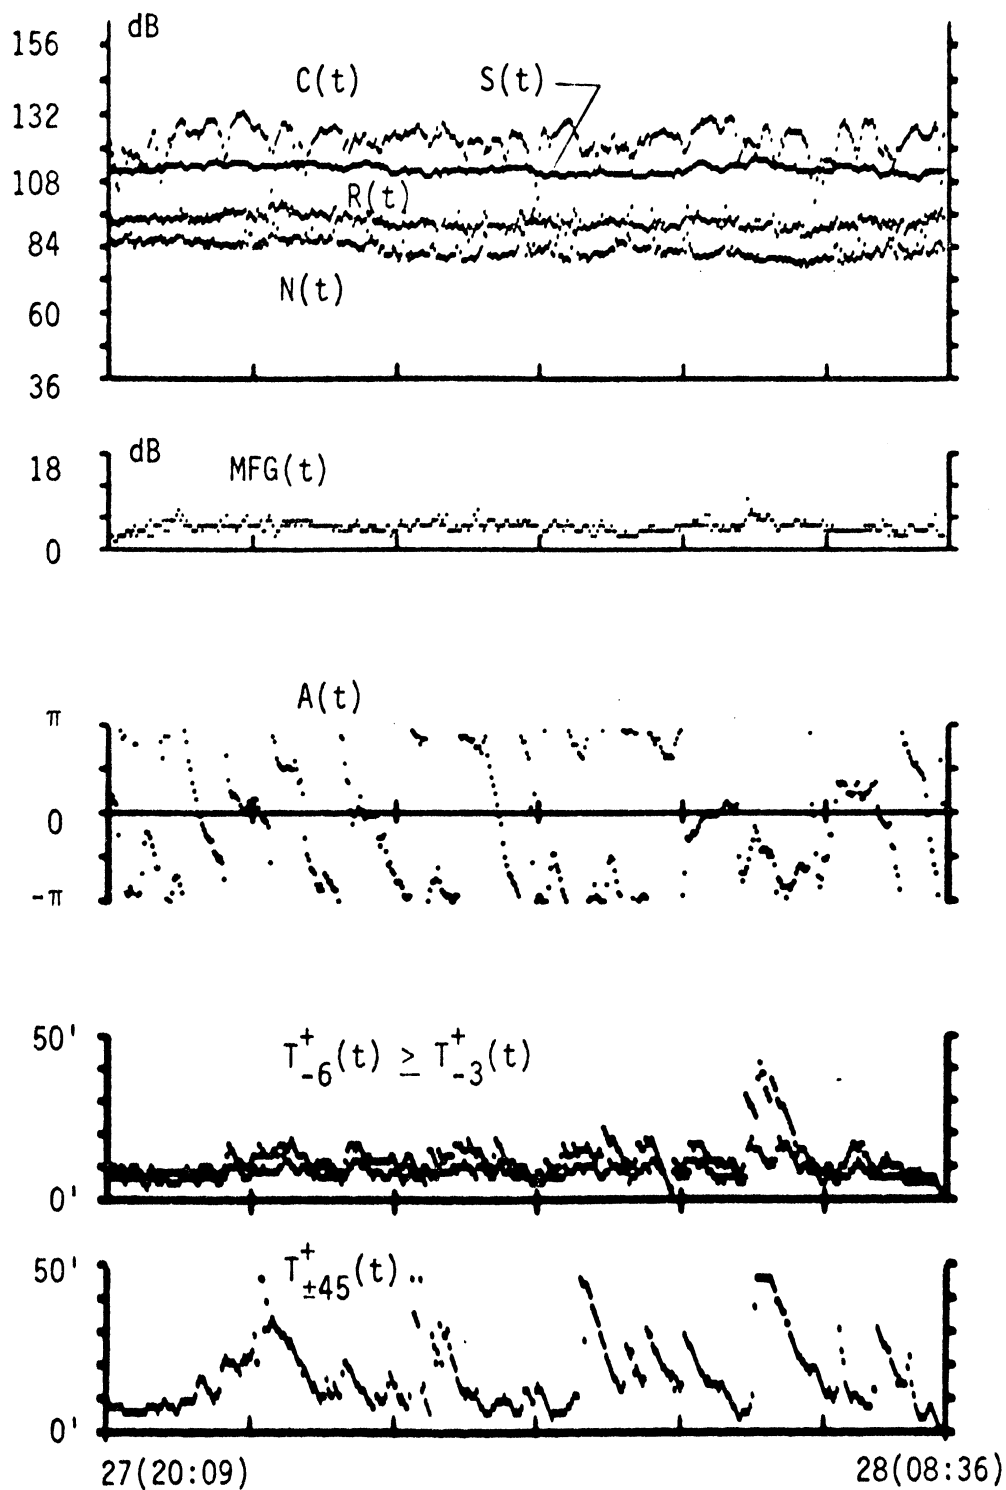 dB
156
C(t) S(t)
132
108
R(t)
84
N(t)
60
36
dB
18
MFG(t)
0
A(t)
π
0
-π
50'
T⁺₋₆(t) ≥ T⁺₋₃(t)
0'
50'
T⁺±45(t)
0'
27(20:09) 28(08:36)